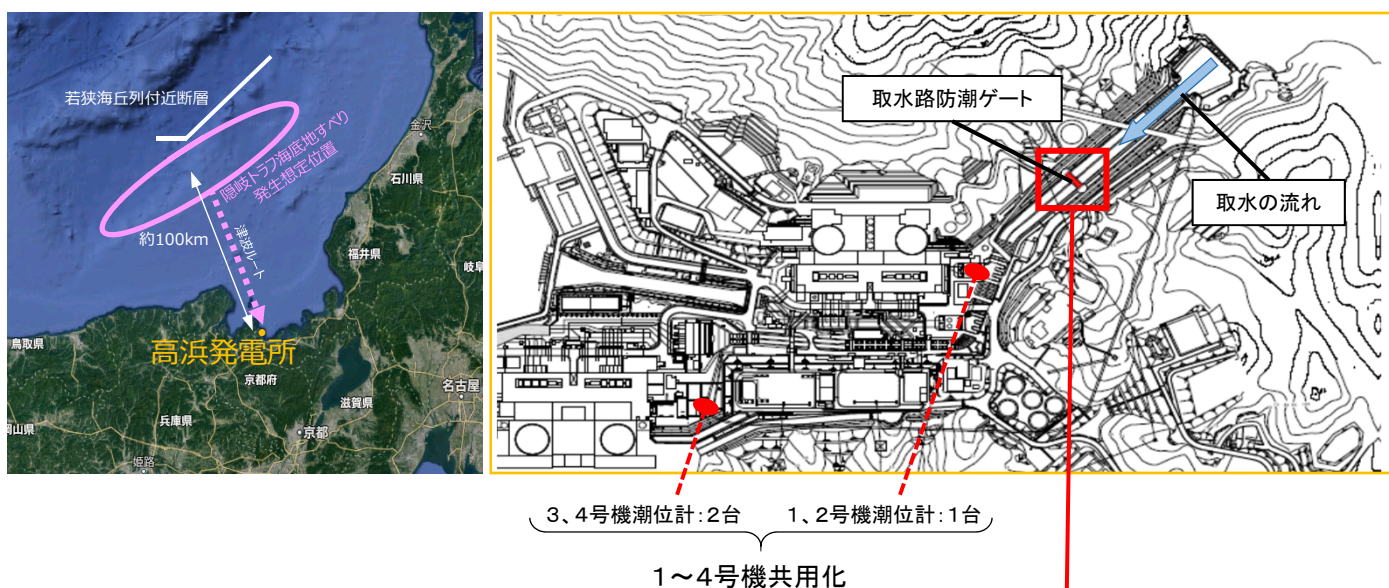 若狭海丘列付近断層
隠岐トラフ海底地すべり
発生想定位置
約100km
津波ルート
金沢
石川県
福井県
岐阜
鳥取県
高浜発電所
京都府
兵庫県
滋賀県
名古屋
岡山県
京都
姫路
取水路防潮ゲート
取水の流れ
3、4号機潮位計:2台
1、2号機潮位計:1台
1~4号機共用化